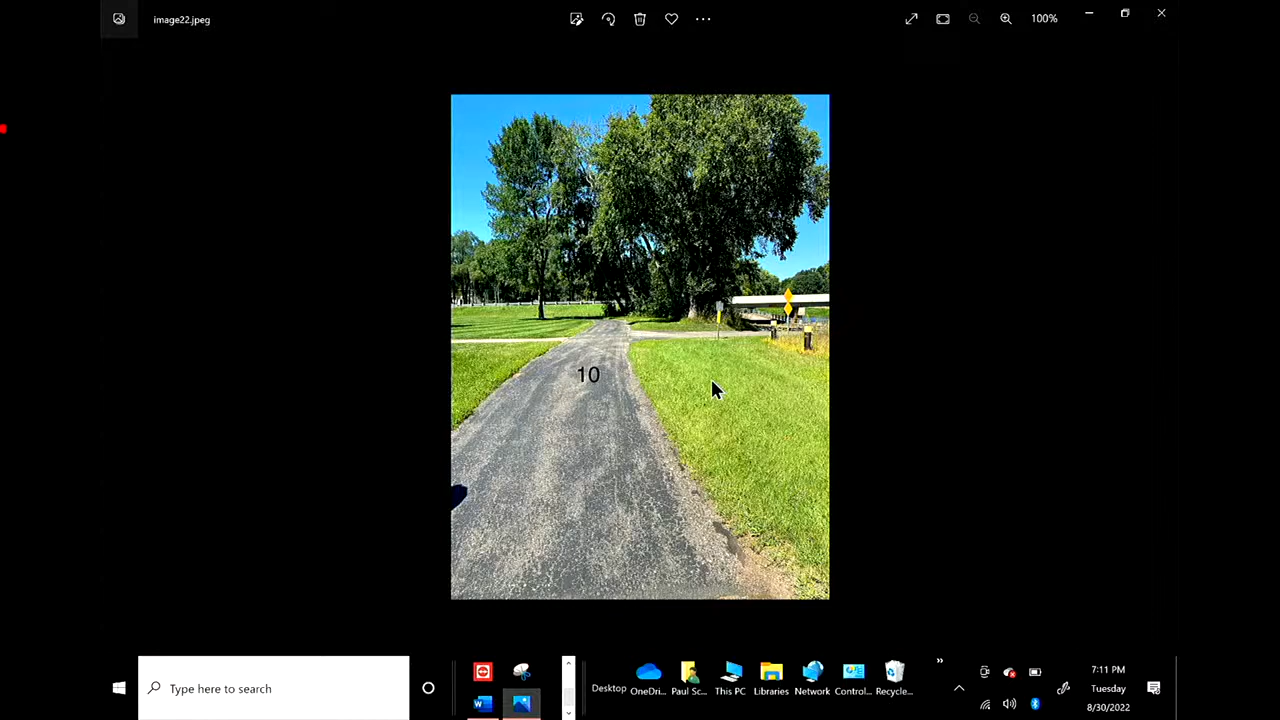 image22.jpeg
100%
10
Type here to search
Desktop
OneDri...
Paul Sc...
This PC
Libraries
Network
Control...
Recycle...
»
7:11 PM
Tuesday
8/30/2022